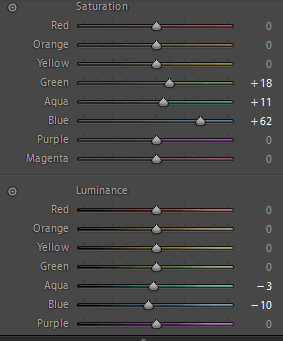 Saturation
Red 0
Orange 0
Yellow 0
Green +18
Aqua +11
Blue +62
Purple 0
Magenta 0
Luminance
Red 0
Orange 0
Yellow 0
Green 0
Aqua −3
Blue −10
Purple 0